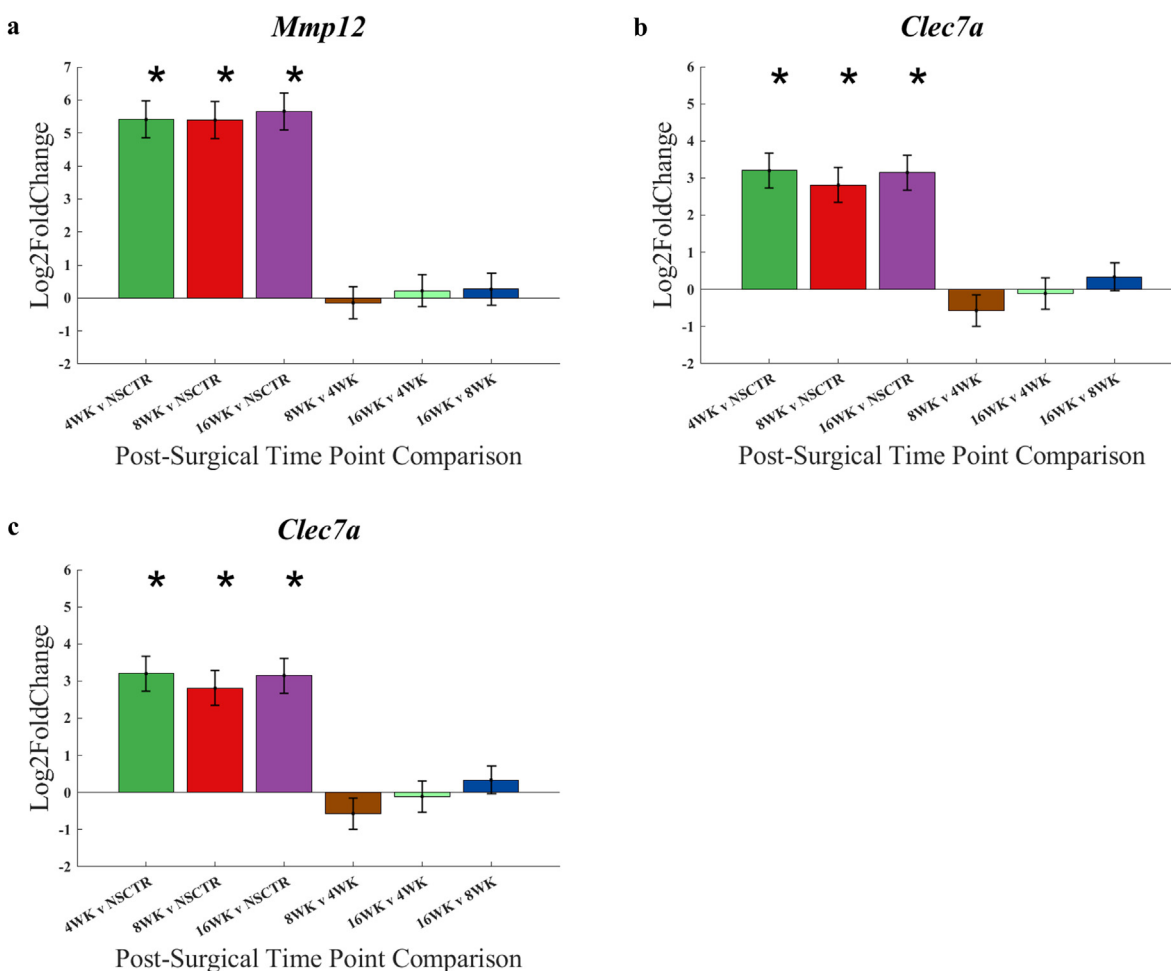 a
Mmp12
* * *
7
6
5
4
3
2
1
0
-1
-2
Log2FoldChange
4WK v NSCTR
8WK v NSCTR
16WK v NSCTR
8WK v 4WK
16WK v 4WK
16WK v 8WK
Post-Surgical Time Point Comparison
b
Clec7a
* * *
6
5
4
3
2
1
0
-1
-2
Log2FoldChange
4WK v NSCTR
8WK v NSCTR
16WK v NSCTR
8WK v 4WK
16WK v 4WK
16WK v 8WK
Post-Surgical Time Point Comparison
c
Clec7a
* * *
6
5
4
3
2
1
0
-1
-2
Log2FoldChange
4WK v NSCTR
8WK v NSCTR
16WK v NSCTR
8WK v 4WK
16WK v 4WK
16WK v 8WK
Post-Surgical Time Point Comparison